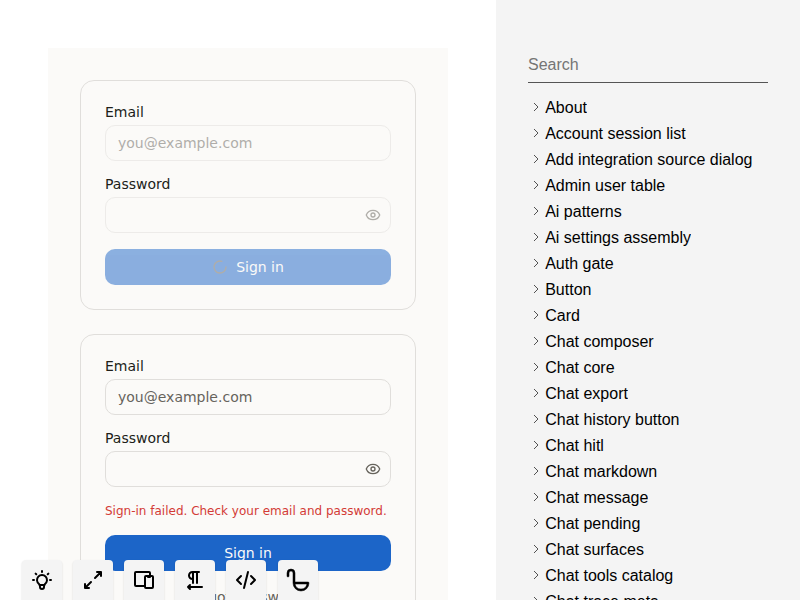 Email
you@example.com
Password
Sign in
Email
you@example.com
Password
Sign-in failed. Check your email and password.
Sign in
Search
About
Account session list
Add integration source dialog
Admin user table
Ai patterns
Ai settings assembly
Auth gate
Button
Card
Chat composer
Chat core
Chat export
Chat history button
Chat hitl
Chat markdown
Chat message
Chat pending
Chat surfaces
Chat tools catalog